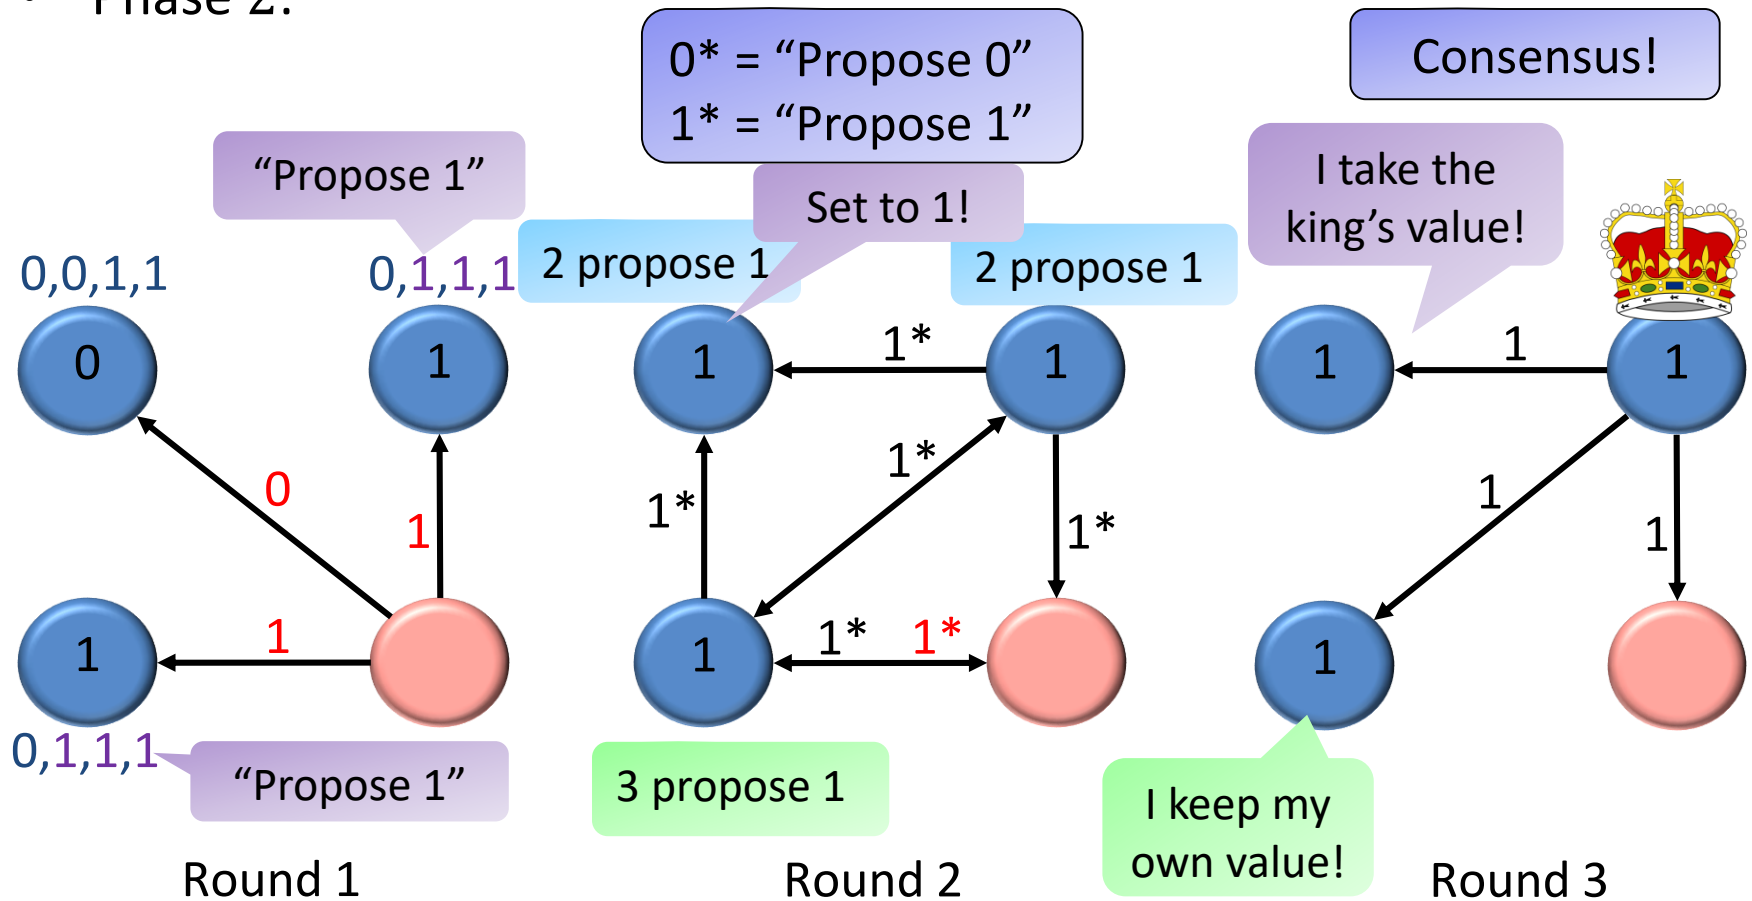 • Phase 2:
0* = “Propose 0”
1* = “Propose 1”
Consensus!
“Propose 1”
Set to 1!
I take the
king’s value!
0,0,1,1
0,1,1,1
2 propose 1
2 propose 1
0
1
1
1*
1
1
1
1
0
1
1*
1*
1*
1
1
1
1
1
1*
1*
1
0,1,1,1
“Propose 1”
3 propose 1
I keep my
own value!
Round 1
Round 2
Round 3